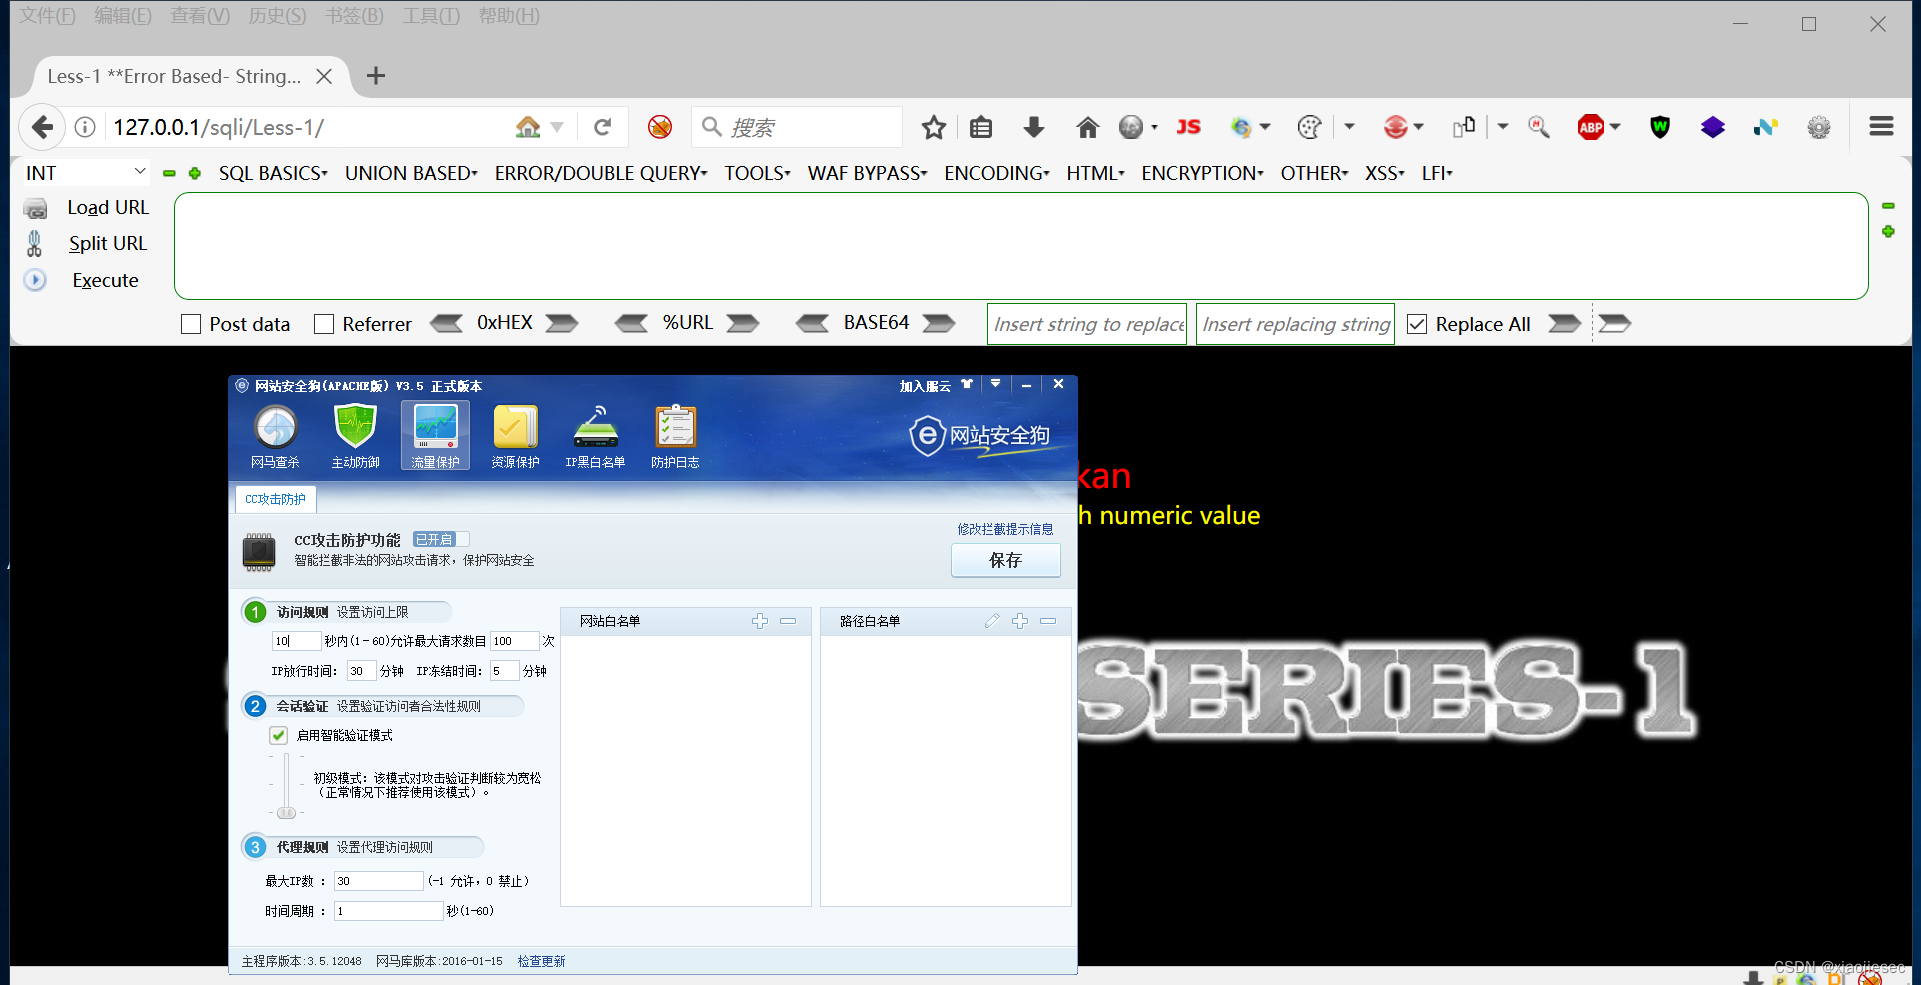 文件(F) 编辑(E) 查看(V) 历史(S) 书签(B) 工具(T) 帮助(H)
Less-1 **Error Based- String...
127.0.0.1/sqli/Less-1/
搜索
JS
ABP
W
INT
SQL BASICS UNION BASED ERROR/DOUBLE QUERY TOOLS WAF BYPASS ENCODING HTML ENCRYPTION OTHER XSS LFI
Load URL
Split URL
Execute
Post data Referrer 0xHEX %URL BASE64 Insert string to replace Insert replacing string Replace All
网站安全狗(APACHE版) V3.5 正式版本
加入服云
网马查杀 主动防御 流量保护 资源保护 IP黑白名单 防护日志
网站安全狗
kan
h numeric value
SERIES-1
CC攻击防护
CC攻击防护功能 已开启
智能拦截非法的网站攻击请求，保护网站安全
修改拦截提示信息
保存
1 访问规则 设置访问上限
10 秒内(1-60)允许最大请求数目 100 次
IP放行时间： 30 分钟 IP冻结时间： 5 分钟
2 会话验证 设置验证访问者合法性规则
启用智能验证模式
初级模式：该模式对攻击验证判断较为宽松
（正常情况下推荐使用该模式）。
3 代理规则 设置代理访问规则
最大IP数 ： 30 (-1 允许，0 禁止)
时间周期 ： 1 秒(1-60)
网站白名单
路径白名单
主程序版本:3.5.12048 网马库版本:2016-01-15 检查更新
CSDN @xiaojiesec